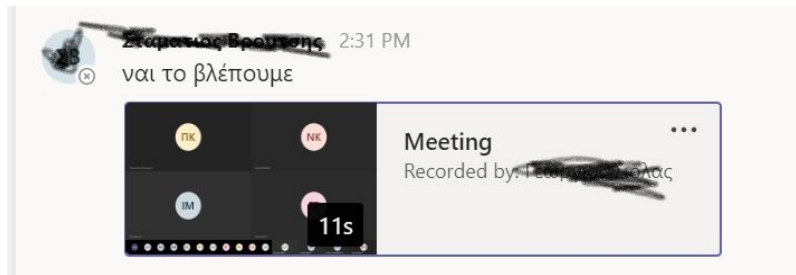 2:31 PM
ναι το βλέπουμε
ΠΚ
NK
Meeting
Recorded by:
IM
11s